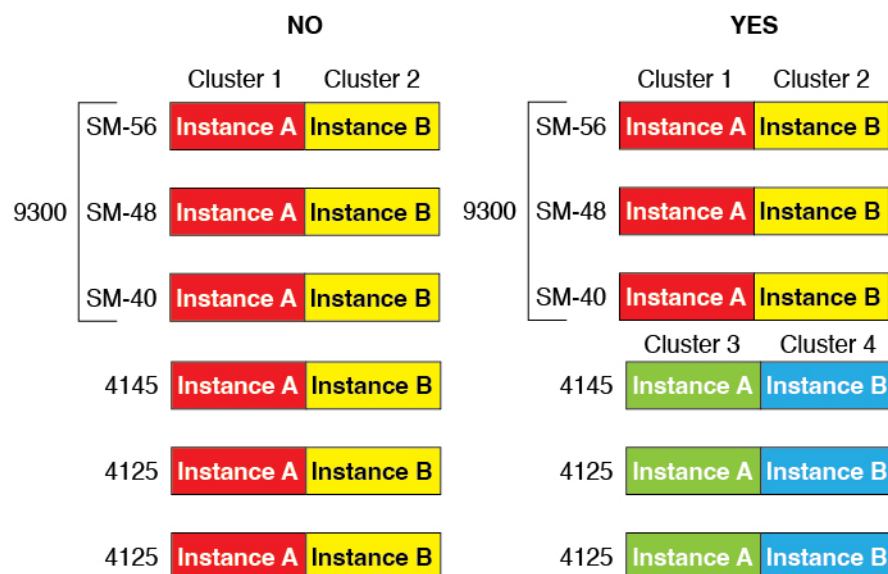 NO YES
Cluster 1 Cluster 2 Cluster 1 Cluster 2
SM-56 Instance A Instance B SM-56 Instance A Instance B
9300 SM-48 Instance A Instance B 9300 SM-48 Instance A Instance B
SM-40 Instance A Instance B SM-40 Instance A Instance B
Cluster 3 Cluster 4
4145 Instance A Instance B 4145 Instance A Instance B
4125 Instance A Instance B 4125 Instance A Instance B
4125 Instance A Instance B 4125 Instance A Instance B